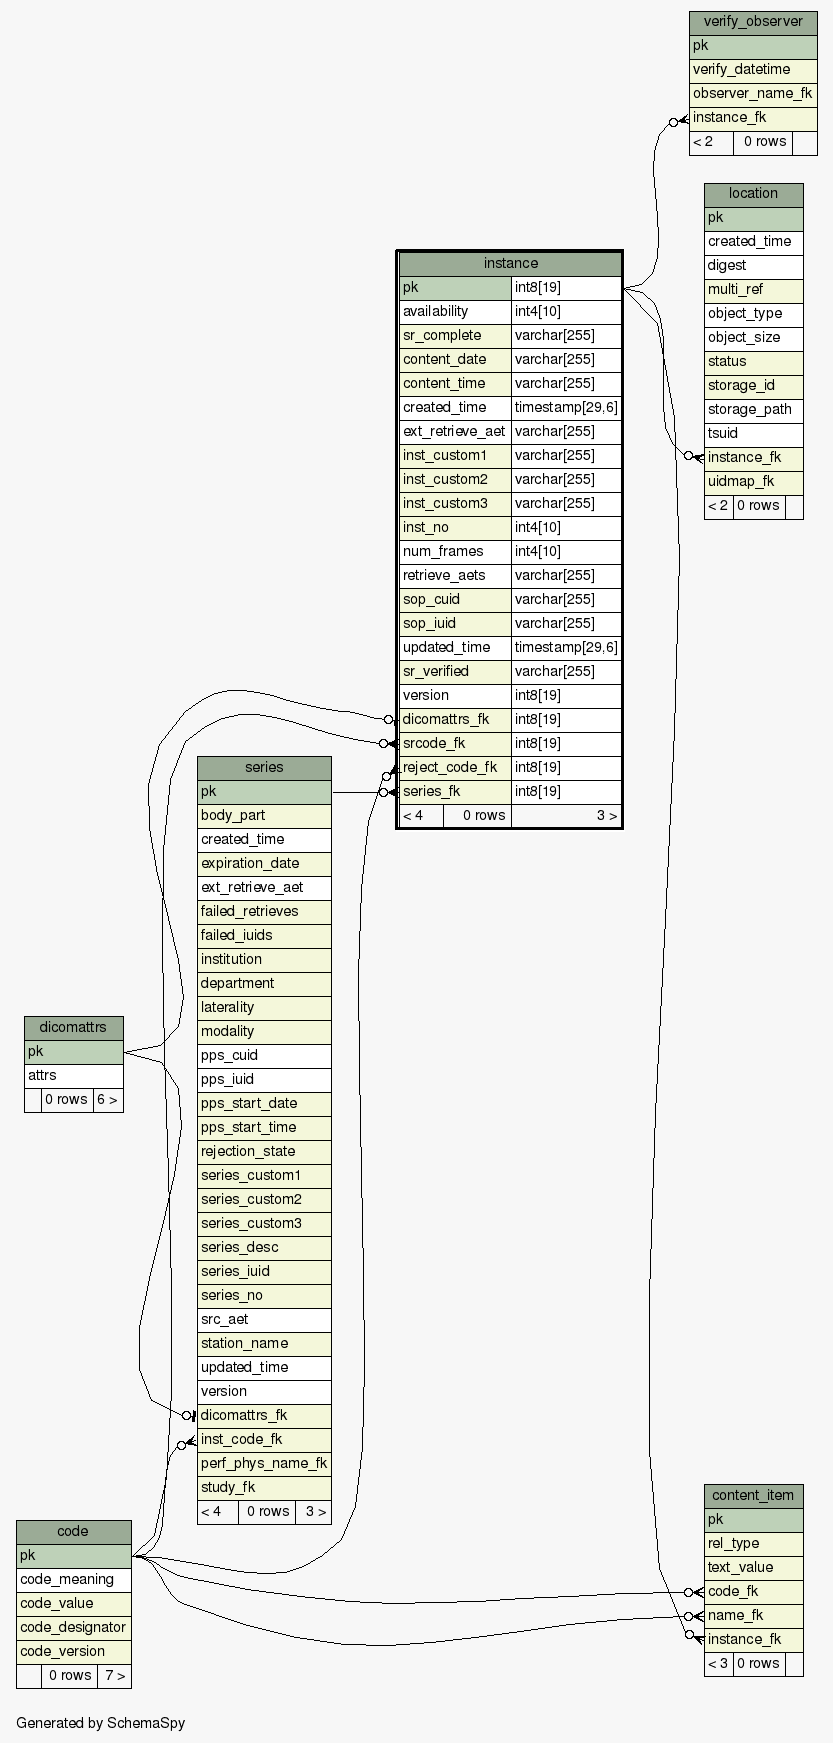 verify_observer
pk
verify_datetime
observer_name_fk
instance_fk
< 2 0 rows
location
pk
created_time
digest
multi_ref
object_type
object_size
status
storage_id
storage_path
tsuid
instance_fk
uidmap_fk
< 2 0 rows
instance
pk int8[19]
availability int4[10]
sr_complete varchar[255]
content_date varchar[255]
content_time varchar[255]
created_time timestamp[29,6]
ext_retrieve_aet varchar[255]
inst_custom1 varchar[255]
inst_custom2 varchar[255]
inst_custom3 varchar[255]
inst_no int4[10]
num_frames int4[10]
retrieve_aets varchar[255]
sop_cuid varchar[255]
sop_iuid varchar[255]
updated_time timestamp[29,6]
sr_verified varchar[255]
version int8[19]
dicomattrs_fk int8[19]
srcode_fk int8[19]
reject_code_fk int8[19]
series_fk int8[19]
< 4 0 rows 3 >
series
pk
body_part
created_time
expiration_date
ext_retrieve_aet
failed_retrieves
failed_iuids
institution
department
laterality
modality
pps_cuid
pps_iuid
pps_start_date
pps_start_time
rejection_state
series_custom1
series_custom2
series_custom3
series_desc
series_iuid
series_no
src_aet
station_name
updated_time
version
dicomattrs_fk
inst_code_fk
perf_phys_name_fk
study_fk
< 4 0 rows 3 >
dicomattrs
pk
attrs
0 rows 6 >
code
pk
code_meaning
code_value
code_designator
code_version
0 rows 7 >
content_item
pk
rel_type
text_value
code_fk
name_fk
instance_fk
< 3 0 rows
Generated by SchemaSpy